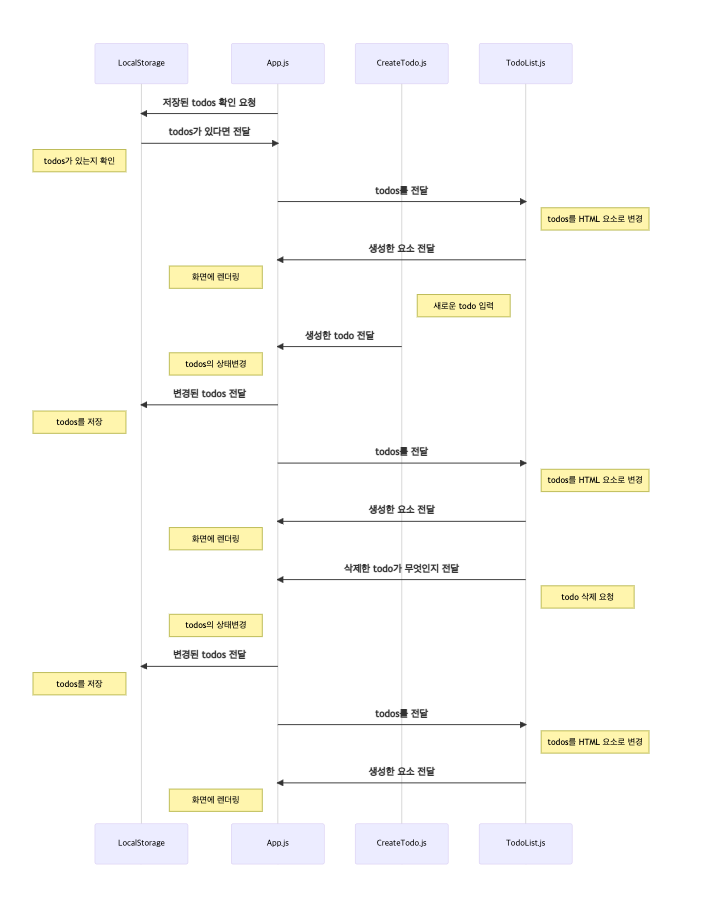 LocalStorage
App.js
CreateTodo.js
TodoList.js
저장된 todos 확인 요청
todos가 있다면 전달
todos가 있는지 확인
todos를 전달
todos를 HTML 요소로 변경
생성한 요소 전달
화면에 렌더링
새로운 todo 입력
생성한 todo 전달
todos의 상태변경
변경된 todos 전달
todos를 저장
todos를 전달
todos를 HTML 요소로 변경
생성한 요소 전달
화면에 렌더링
삭제한 todo가 무엇인지 전달
todo 삭제 요청
todos의 상태변경
변경된 todos 전달
todos를 저장
todos를 전달
todos를 HTML 요소로 변경
생성한 요소 전달
화면에 렌더링
LocalStorage
App.js
CreateTodo.js
TodoList.js